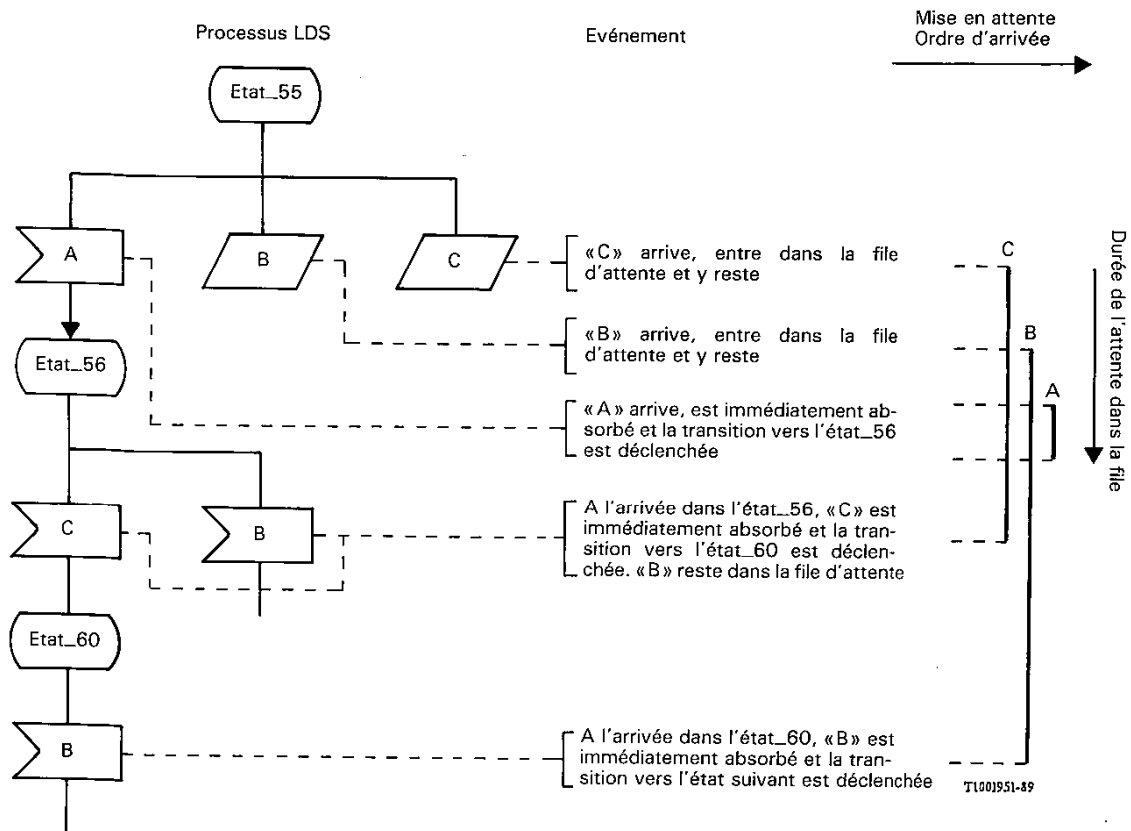 Processus LDS
Evénement
Mise en attente
Ordre d'arrivée
Etat_55
A
B
C
«C» arrive, entre dans la file
d'attente et y reste
C
Durée de l'attente dans la file
«B» arrive, entre dans la file
d'attente et y reste
B
Etat_56
«A» arrive, est immédiatement ab-
sorbé et la transition vers l'état_56
est déclenchée
A
C
B
A l'arrivée dans l'état_56, «C» est
immédiatement absorbé et la tran-
sition vers l'état_60 est déclen-
chée. «B» reste dans la file d'attente
Etat_60
B
A l'arrivée dans l'état_60, «B» est
immédiatement absorbé et la tran-
sition vers l'état suivant est déclenchée
T1001951-89